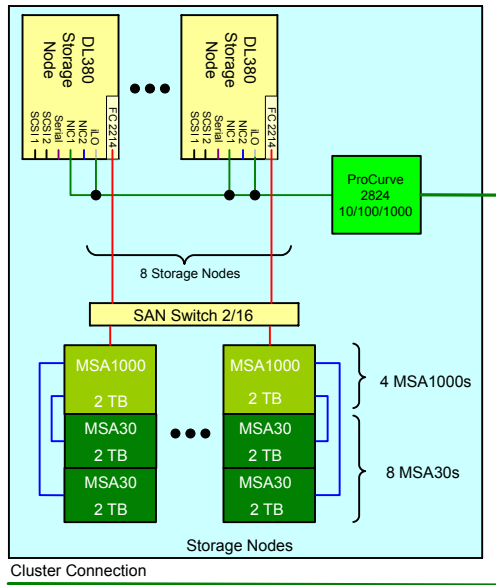 DL380
Storage
Node
FC 2214
iLO
NIC2
NIC1
Serial
SCSI 2
SCSI 1
DL380
Storage
Node
FC 2214
iLO
NIC2
NIC1
Serial
SCSI 2
SCSI 1
ProCurve
2824
10/100/1000
8 Storage Nodes
SAN Switch 2/16
MSA1000
2 TB
MSA30
2 TB
MSA30
2 TB
MSA1000
2 TB
MSA30
2 TB
MSA30
2 TB
4 MSA1000s
8 MSA30s
Storage Nodes
Cluster Connection